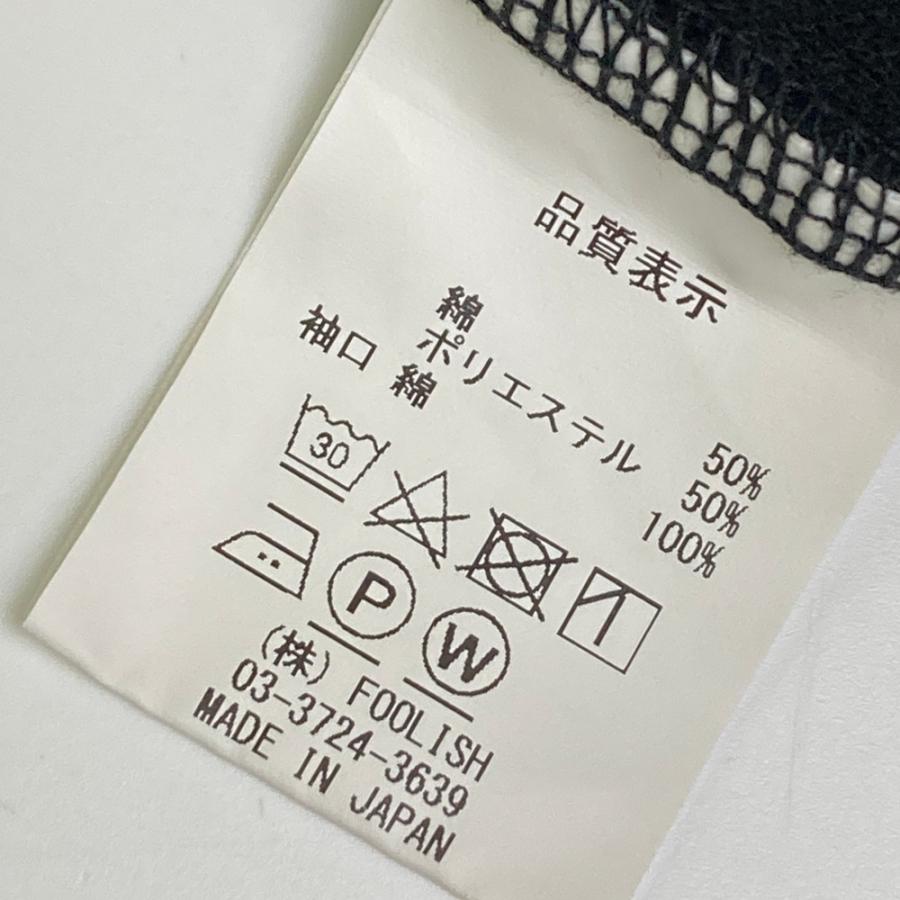 品質表示
綿 50%
ポリエステル 50%
袖口 綿 100%
30
P
W
(株) FOOLISH
03-3724-3639
MADE IN JAPAN